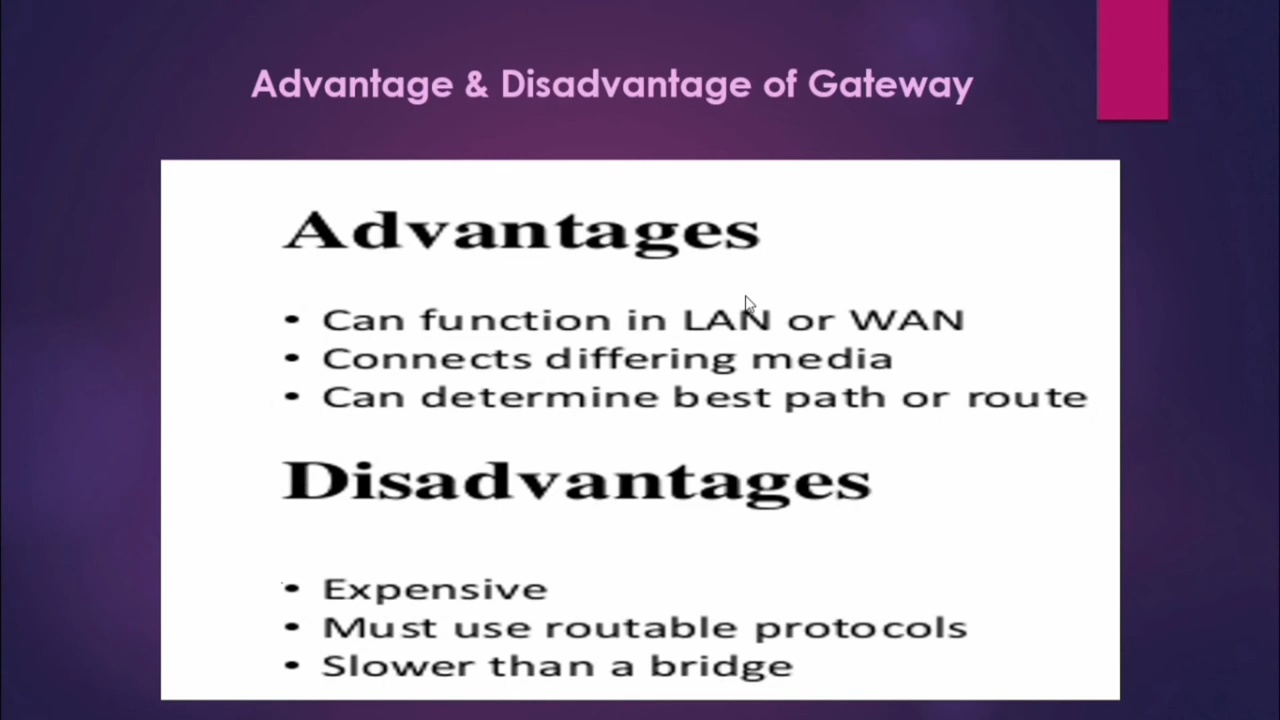 Advantage & Disadvantage of Gateway
Advantages
• Can function in LAN or WAN
• Connects differing media
• Can determine best path or route
Disadvantages
• Expensive
• Must use routable protocols
• Slower than a bridge